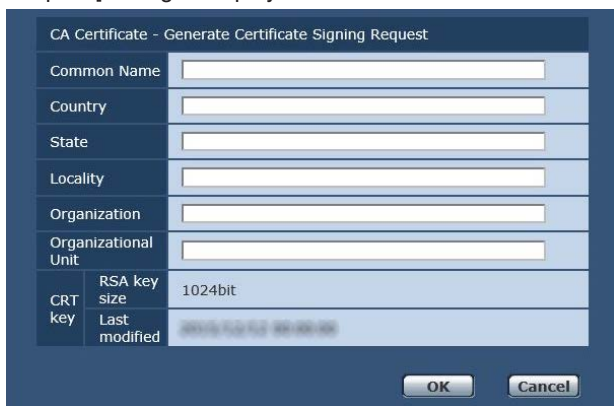 CA Certificate - Generate Certificate Signing Request
Common Name
Country
State
Locality
Organization
Organizational
Unit
CRT
key
RSA key
size
1024bit
Last
modified
OK
Cancel